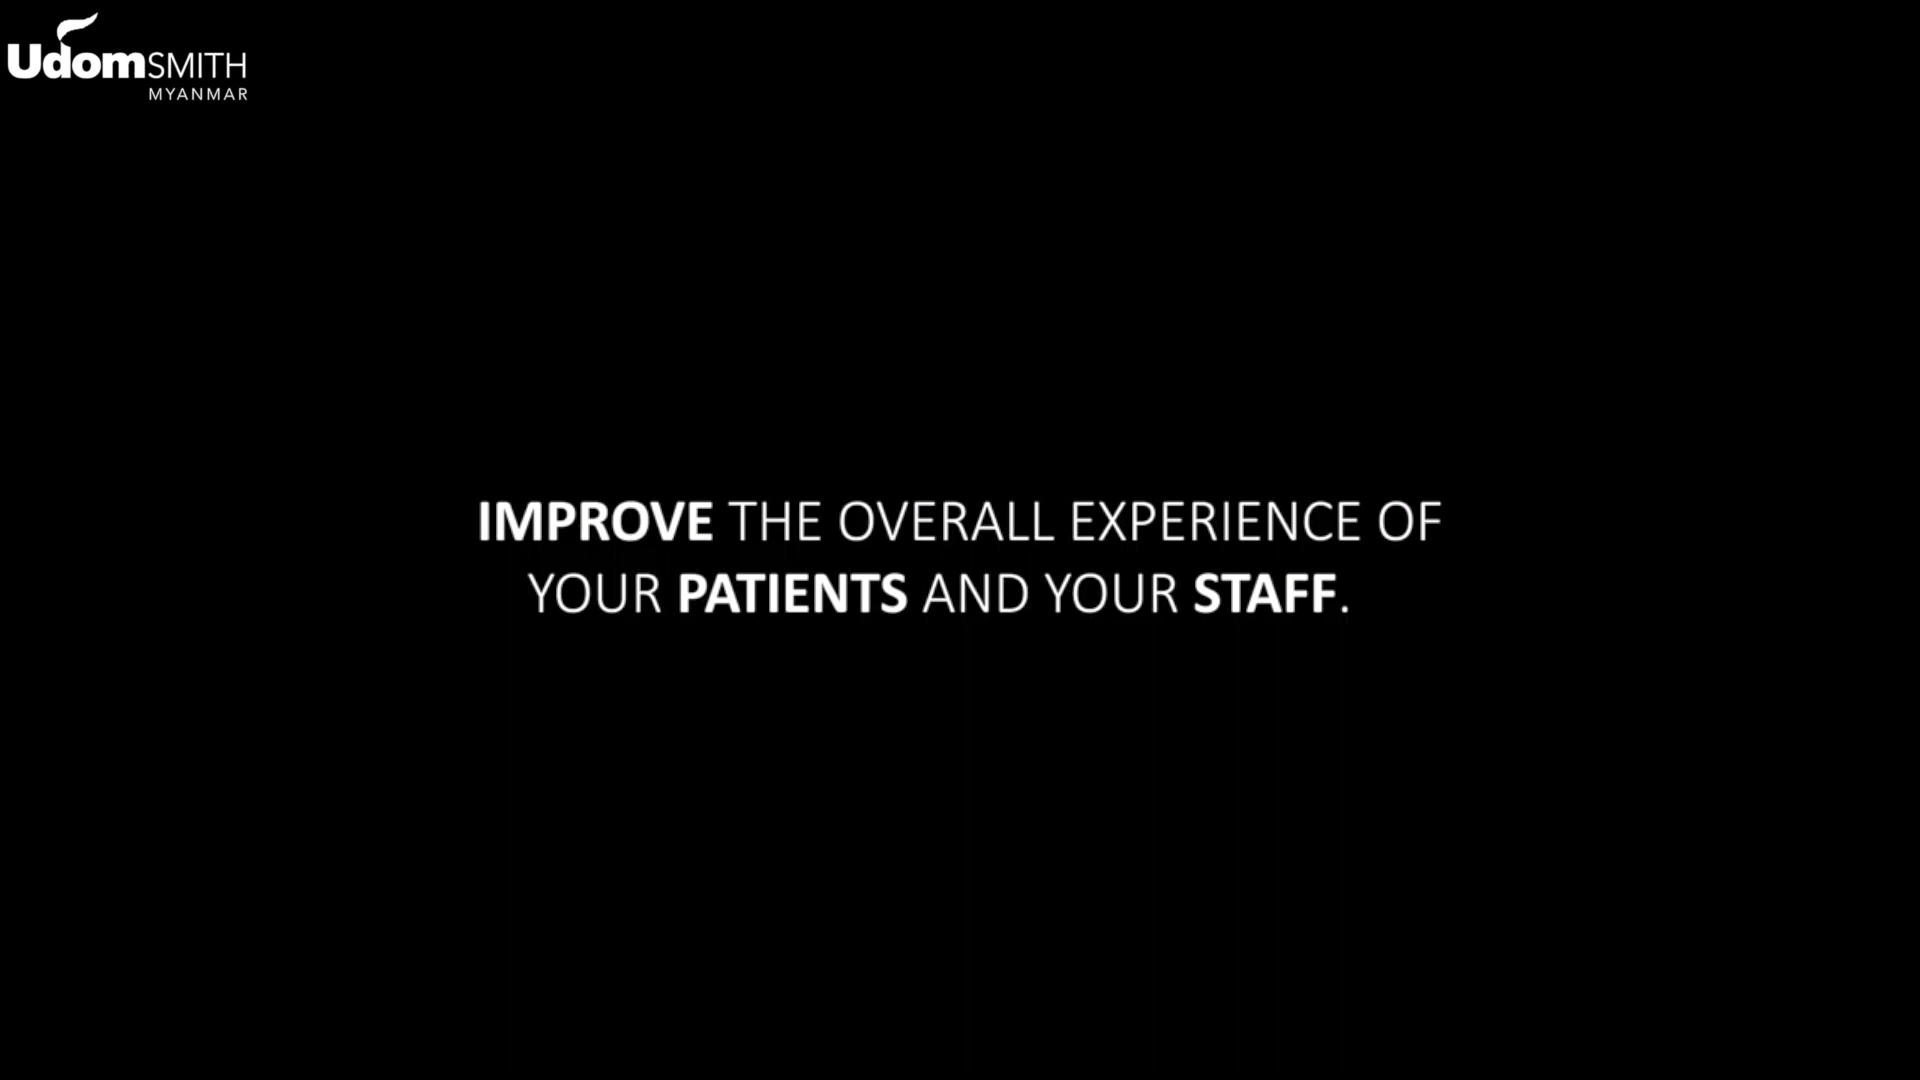 UdomSMITH
MYANMAR
IMPROVE THE OVERALL EXPERIENCE OF
YOUR PATIENTS AND YOUR STAFF.